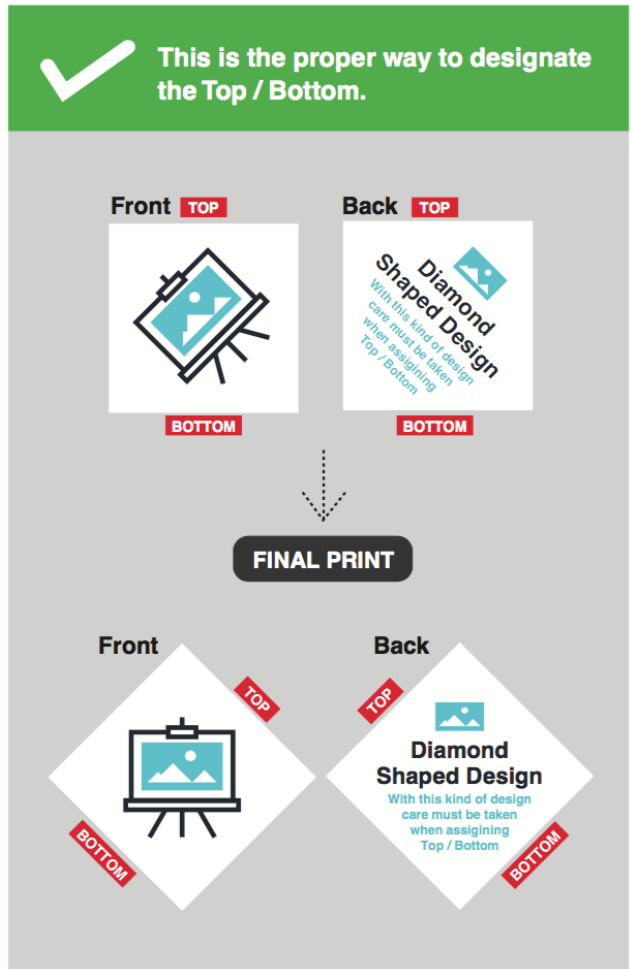 This is the proper way to designate
the Top / Bottom.
Front TOP
Back TOP
Diamond
Shaped Design
With this kind of design
care must be taken
when assigining
Top / Bottom
BOTTOM
BOTTOM
FINAL PRINT
Front
Back
TOP
TOP
Diamond
Shaped Design
With this kind of design
care must be taken
when assigining
Top / Bottom
BOTTOM
BOTTOM